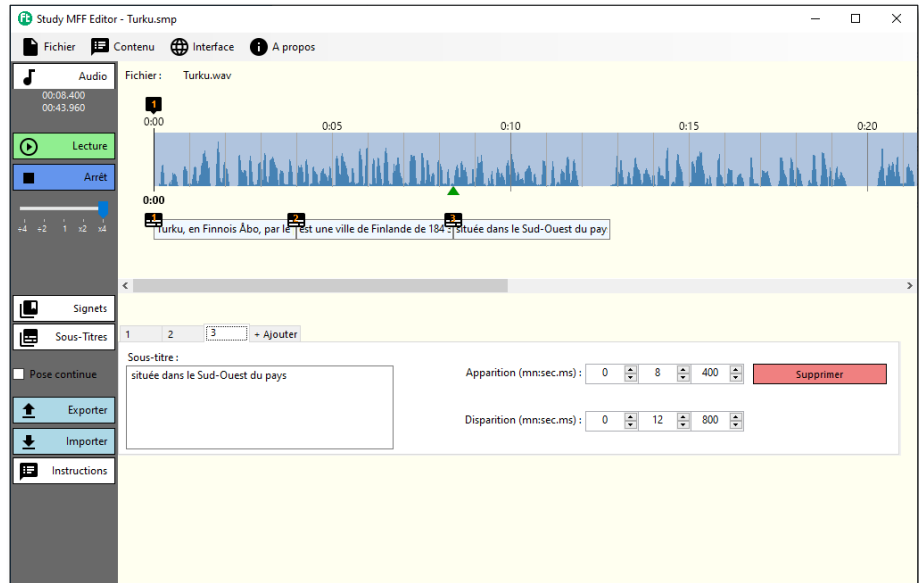 Study MFF Editor - Turku.smp
Fichier Contenu Interface A propos
Audio
00:08.400
00:43.960
Fichier : Turku.wav
1
0:00 0:05 0:10 0:15 0:20
Lecture
Arrêt
0:00
÷4 ÷2 1 x2 x4
1 2 3
Turku, en Finnois Åbo, par le est une ville de Finlande de 184 située dans le Sud-Ouest du pay
Signets
Sous-Titres
1 2 3 + Ajouter
Sous-titre :
située dans le Sud-Ouest du pays
Apparition (mn:sec.ms) : 0 8 400 Supprimer
Disparition (mn:sec.ms) : 0 12 800
Pose continue
Exporter
Importer
Instructions